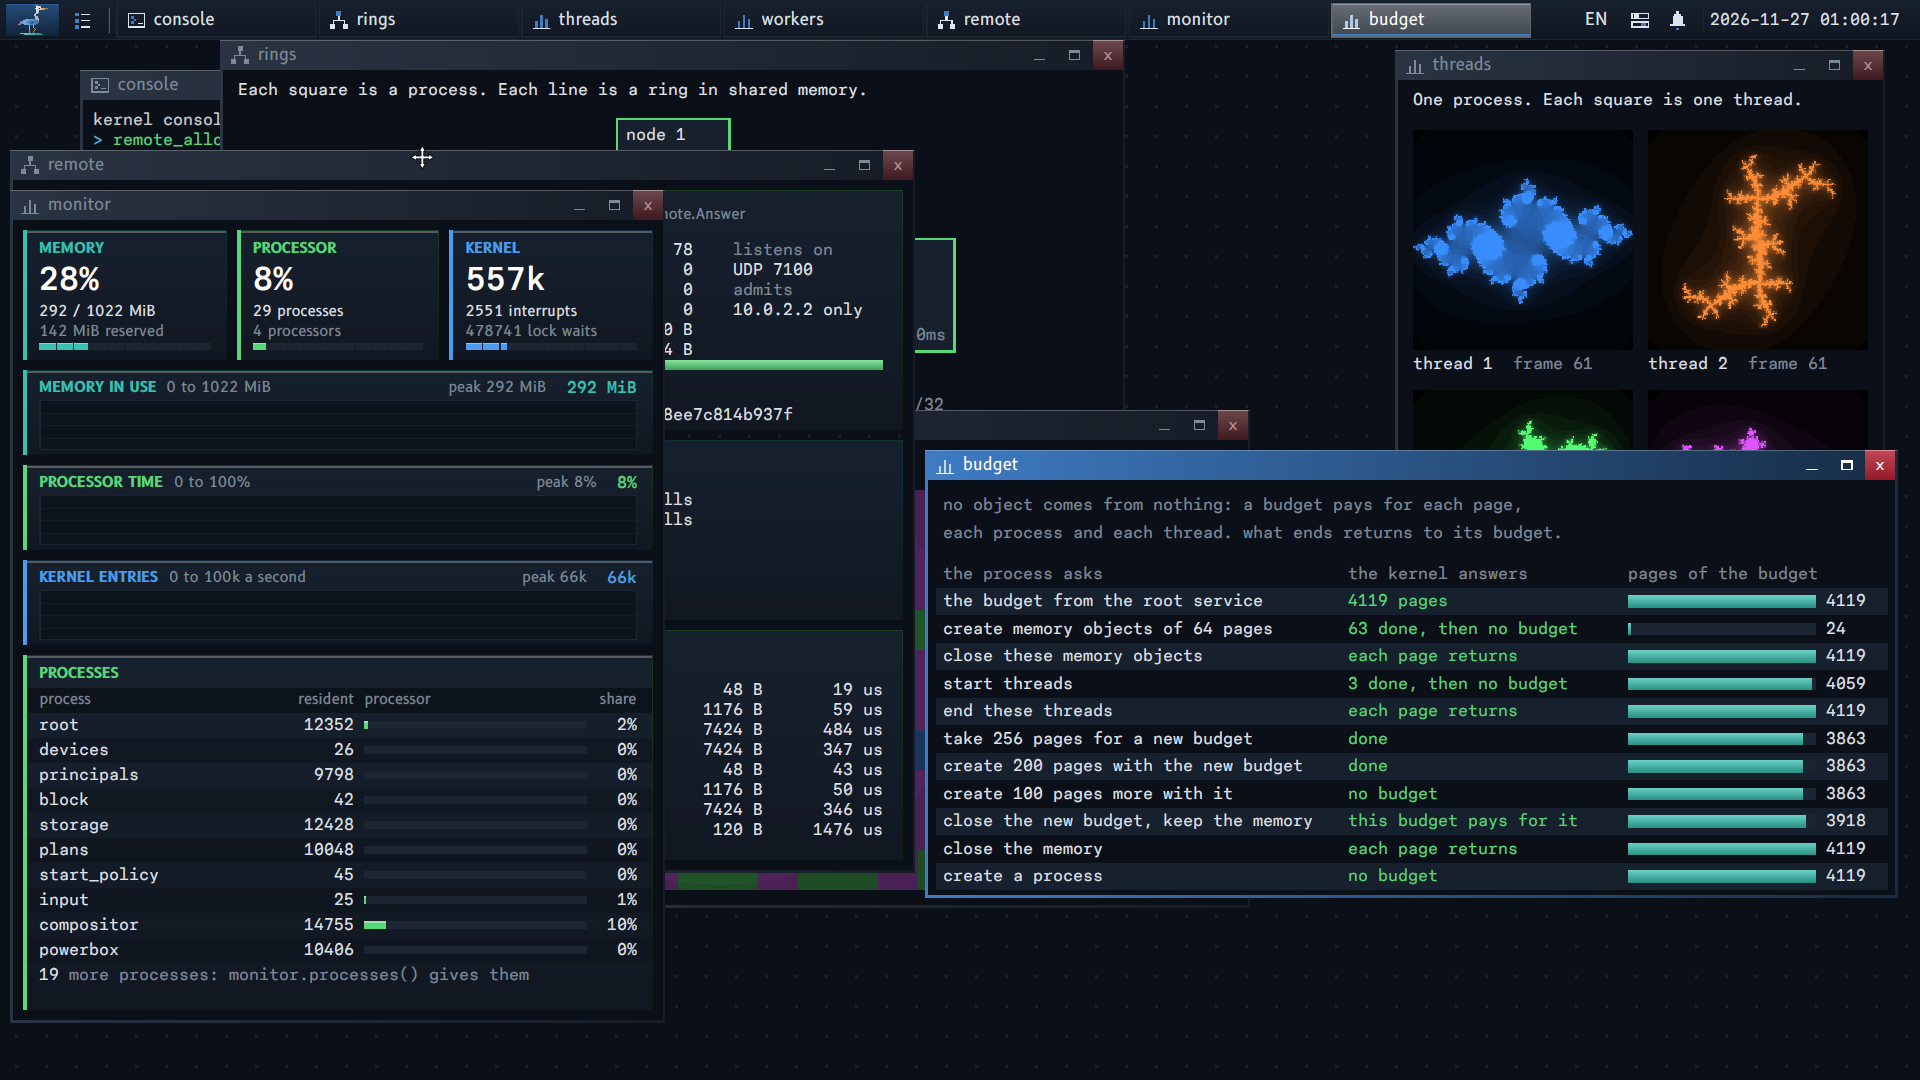 console
rings
threads
workers
remote
monitor
budget
EN
2026-11-27 01:00:17
rings
Each square is a process. Each line is a ring in shared memory.
node 1
console
kernel consol
> remote_allo
threads
One process. Each square is one thread.
thread 1 frame 61
thread 2 frame 61
remote
ote.Answer
78 listens on
0 UDP 7100
0 admits
0 10.0.2.2 only
0 B
4 B
8ee7c814b937f
lls
lls
48 B 19 us
1176 B 59 us
7424 B 484 us
7424 B 347 us
48 B 43 us
1176 B 50 us
7424 B 346 us
120 B 1476 us
0ms
/32
monitor
MEMORY
28%
292 / 1022 MiB
142 MiB reserved
PROCESSOR
8%
29 processes
4 processors
KERNEL
557k
2551 interrupts
478741 lock waits
MEMORY IN USE 0 to 1022 MiB peak 292 MiB 292 MiB
PROCESSOR TIME 0 to 100% peak 8% 8%
KERNEL ENTRIES 0 to 100k a second peak 66k 66k
PROCESSES
process resident processor share
root 12352 2%
devices 26 0%
principals 9798 0%
block 42 0%
storage 12428 0%
plans 10048 0%
start_policy 45 0%
input 25 1%
compositor 14755 10%
powerbox 10406 0%
19 more processes: monitor.processes() gives them
budget
no object comes from nothing: a budget pays for each page,
each process and each thread. what ends returns to its budget.
the process asks the kernel answers pages of the budget
the budget from the root service 4119 pages 4119
create memory objects of 64 pages 63 done, then no budget 24
close these memory objects each page returns 4119
start threads 3 done, then no budget 4059
end these threads each page returns 4119
take 256 pages for a new budget done 3863
create 200 pages with the new budget done 3863
create 100 pages more with it no budget 3863
close the new budget, keep the memory this budget pays for it 3918
close the memory each page returns 4119
create a process no budget 4119